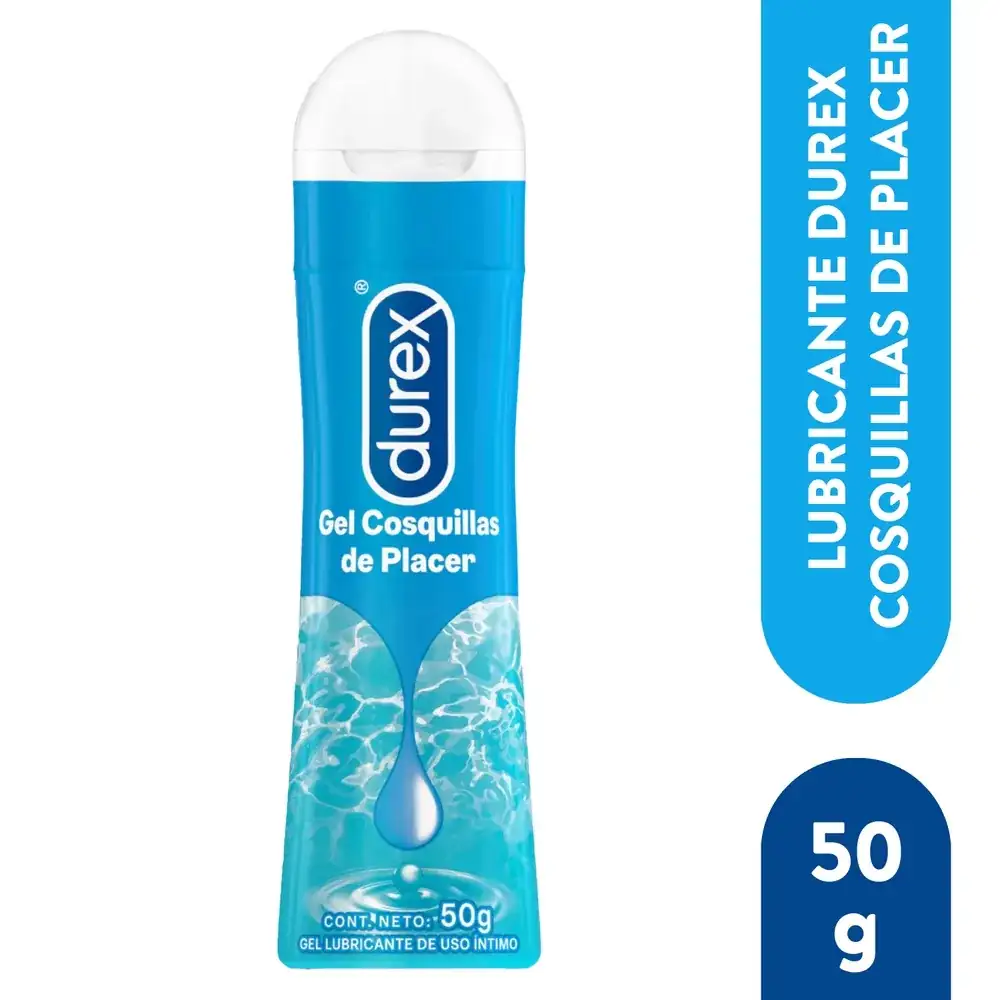 durex®
Gel Cosquillas
de Placer
CONT. NETO: 50g
GEL LUBRICANTE DE USO ÍNTIMO
LUBRICANTE DUREX
COSQUILLAS DE PLACER
50
g